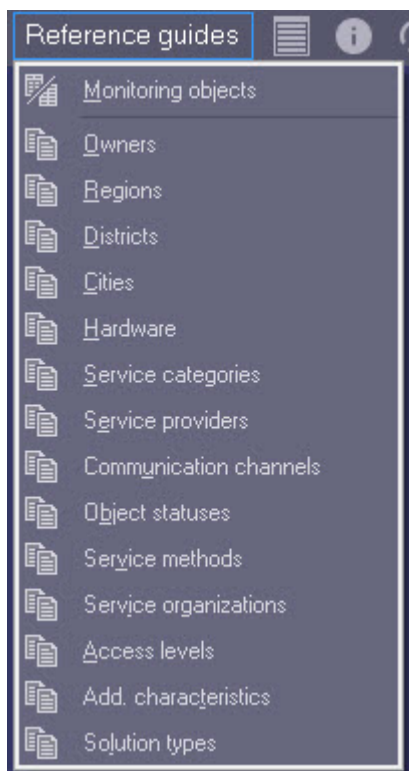 Reference guides
Monitoring objects
Owners
Regions
Districts
Cities
Hardware
Service categories
Service providers
Communication channels
Object statuses
Service methods
Service organizations
Access levels
Add. characteristics
Solution types